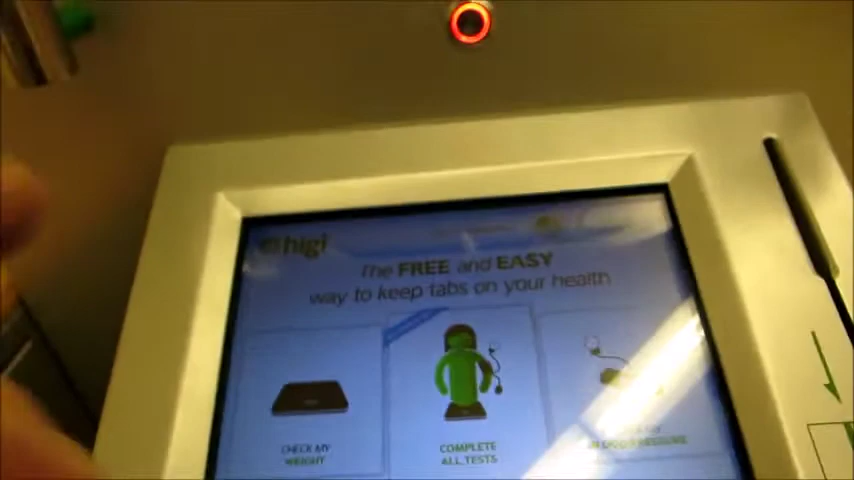 higi
The FREE and EASY
way to keep tabs on your health
CHECK MY
WEIGHT
COMPLETE
ALL TESTS
MY
BLOOD PRESSURE